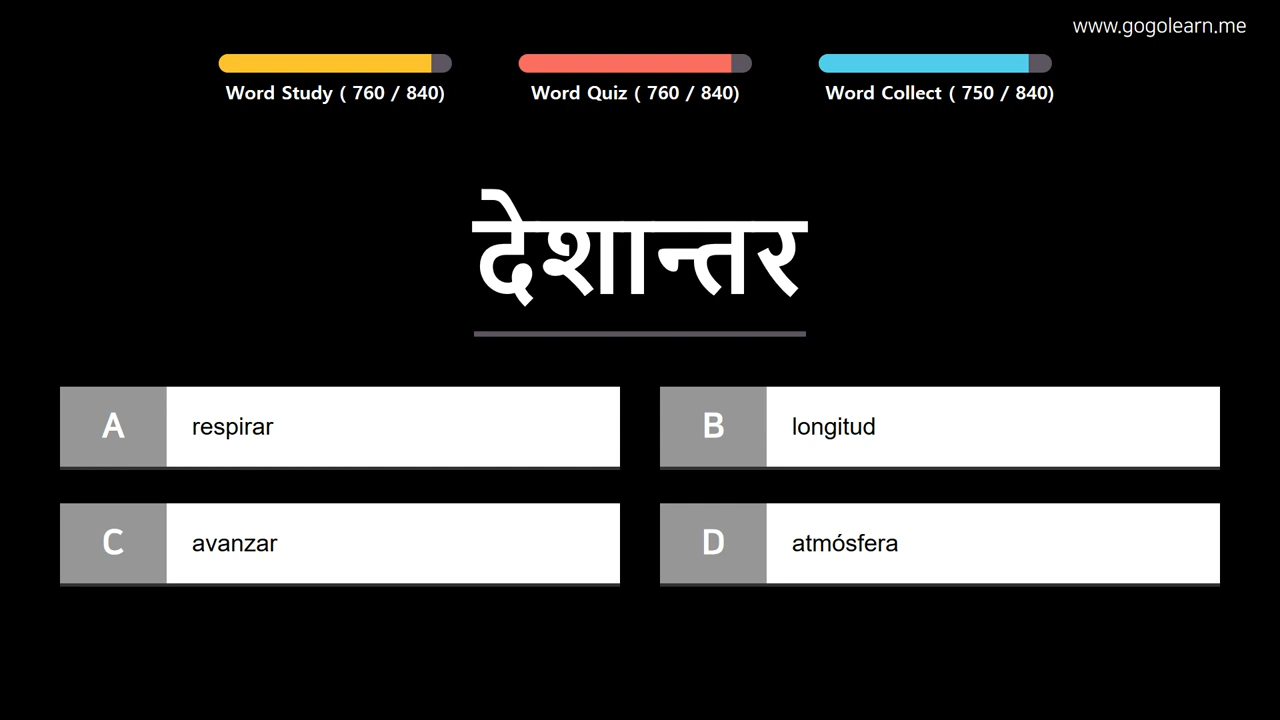 www.gogolearn.me
Word Study ( 760 / 840)
Word Quiz ( 760 / 840)
Word Collect ( 750 / 840)
देशान्तर
A respirar
B longitud
C avanzar
D atmósfera